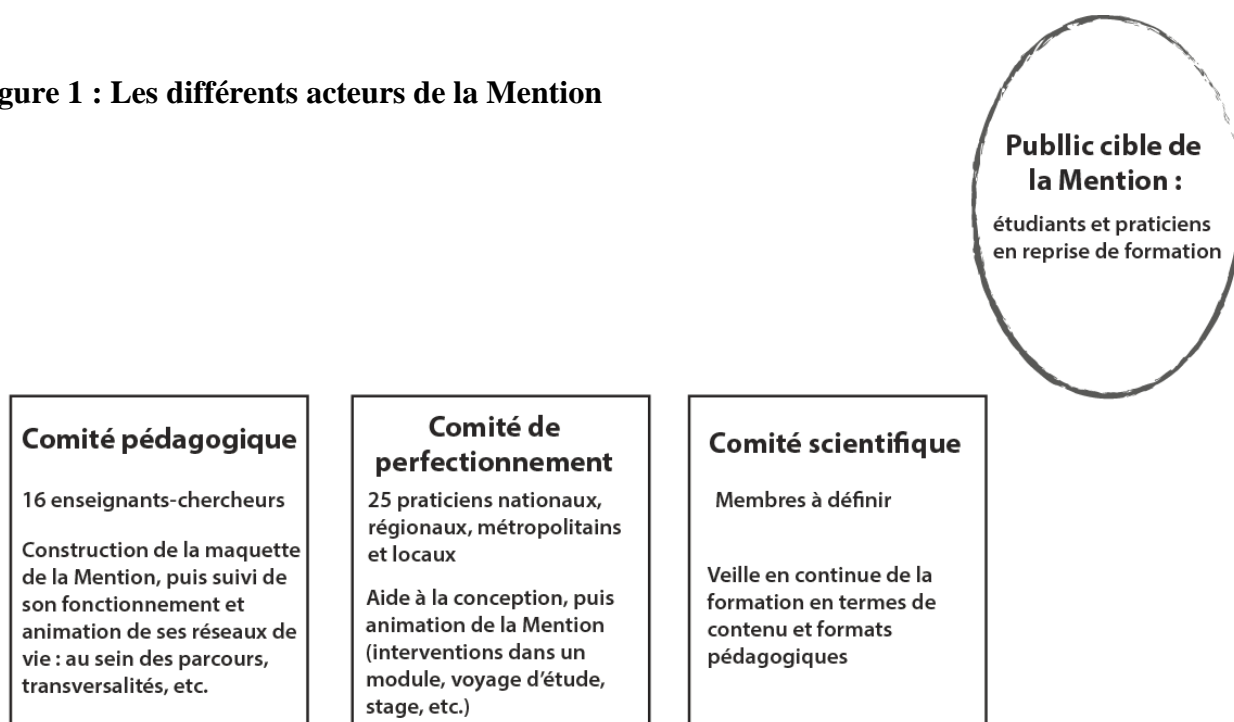 gure 1 : Les différents acteurs de la Mention
Publlic cible de
la Mention :
étudiants et praticiens
en reprise de formation
Comité pédagogique
16 enseignants-chercheurs
Construction de la maquette
de la Mention, puis suivi de
son fonctionnement et
animation de ses réseaux de
vie : au sein des parcours,
transversalités, etc.
Comité de
perfectionnement
25 praticiens nationaux,
régionaux, métropolitains
et locaux
Aide à la conception, puis
animation de la Mention
(interventions dans un
module, voyage d'étude,
stage, etc.)
Comité scientifique
Membres à définir
Veille en continue de la
formation en termes de
contenu et formats
pédagogiques